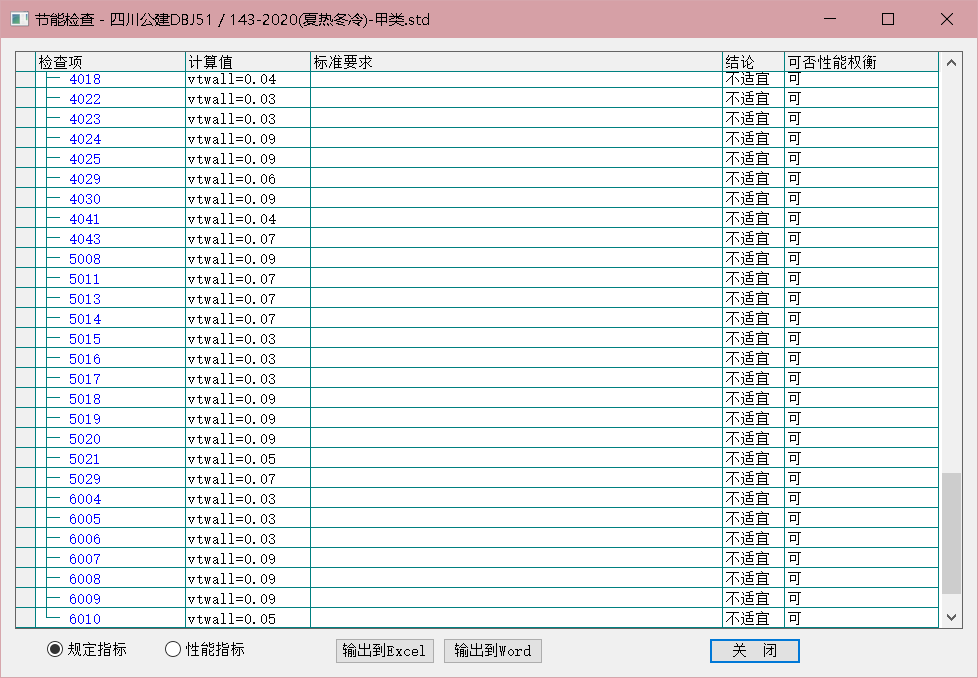 节能检查 - 四川公建DBJ51 / 143-2020(夏热冬冷)-甲类.std
检查项 计算值 标准要求 结论 可否性能权衡
4018 vtwall=0.04 不适宜 可
4022 vtwall=0.03 不适宜 可
4023 vtwall=0.03 不适宜 可
4024 vtwall=0.09 不适宜 可
4025 vtwall=0.09 不适宜 可
4029 vtwall=0.06 不适宜 可
4030 vtwall=0.09 不适宜 可
4041 vtwall=0.04 不适宜 可
4043 vtwall=0.07 不适宜 可
5008 vtwall=0.09 不适宜 可
5011 vtwall=0.07 不适宜 可
5013 vtwall=0.07 不适宜 可
5014 vtwall=0.07 不适宜 可
5015 vtwall=0.03 不适宜 可
5016 vtwall=0.03 不适宜 可
5017 vtwall=0.03 不适宜 可
5018 vtwall=0.09 不适宜 可
5019 vtwall=0.09 不适宜 可
5020 vtwall=0.09 不适宜 可
5021 vtwall=0.05 不适宜 可
5029 vtwall=0.07 不适宜 可
6004 vtwall=0.03 不适宜 可
6005 vtwall=0.03 不适宜 可
6006 vtwall=0.03 不适宜 可
6007 vtwall=0.09 不适宜 可
6008 vtwall=0.09 不适宜 可
6009 vtwall=0.09 不适宜 可
6010 vtwall=0.05 不适宜 可
规定指标 性能指标 输出到Excel 输出到Word 关 闭